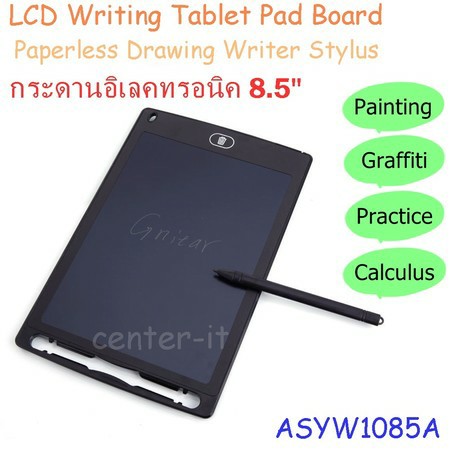 LCD Writing Tablet Pad Board
Paperless Drawing Writer Stylus
กระดานอิเลคทรอนิค 8.5"
Painting
Graffiti
Practice
Calculus
Gnitar
center-it
ASYW1085A